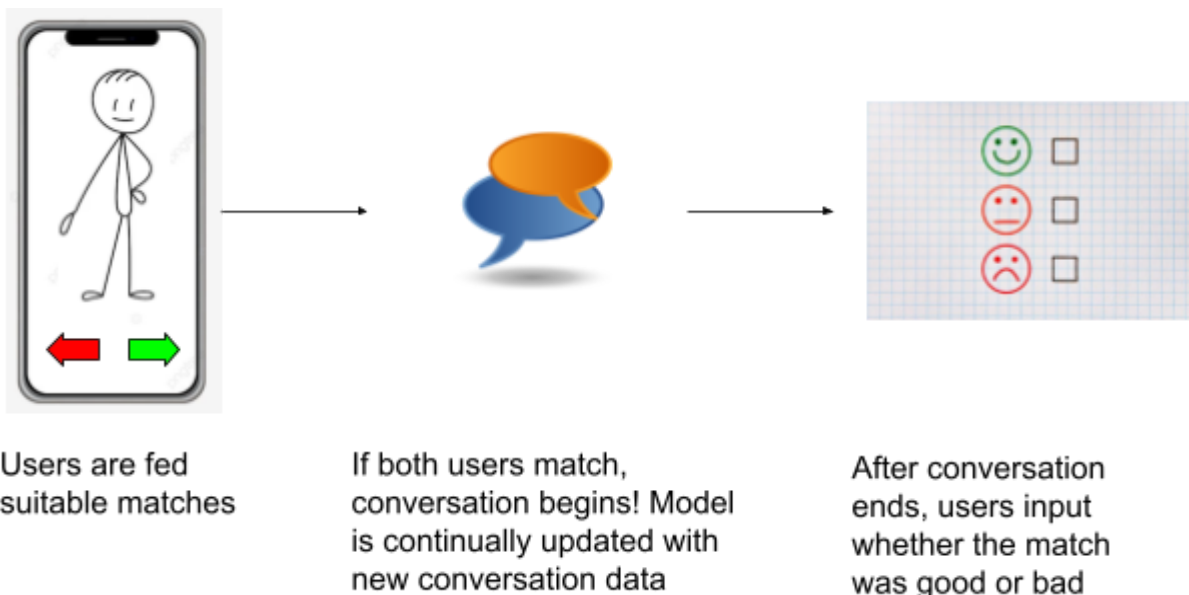 Users are fed
suitable matches
If both users match,
conversation begins! Model
is continually updated with
new conversation data
After conversation
ends, users input
whether the match
was good or bad